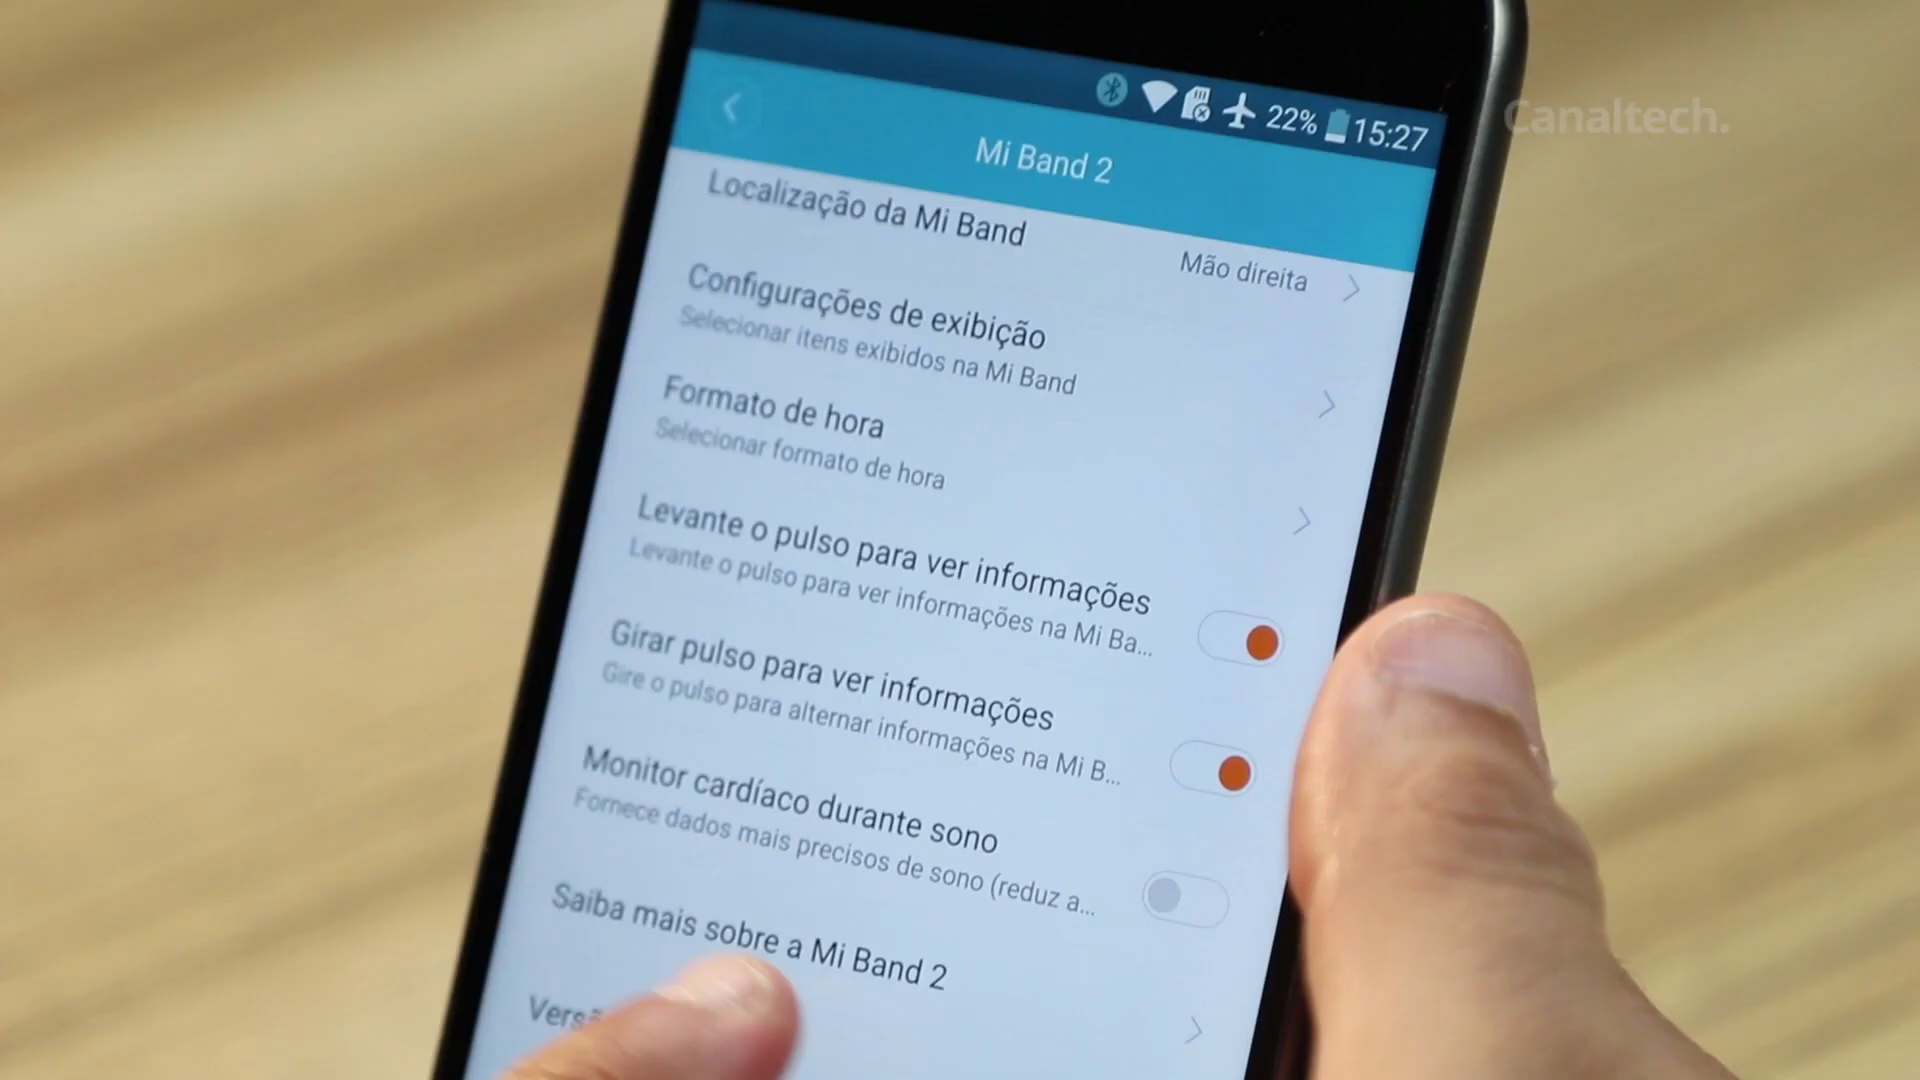 22% 15:27
Canaltech.
Mi Band 2
Localização da Mi Band
Mão direita
Configurações de exibição
Selecionar itens exibidos na Mi Band
Formato de hora
Selecionar formato de hora
Levante o pulso para ver informações
Levante o pulso para ver informações na Mi Ba...
Girar pulso para ver informações
Gire o pulso para alternar informações na Mi B...
Monitor cardíaco durante sono
Fornece dados mais precisos de sono (reduz a...
Saiba mais sobre a Mi Band 2